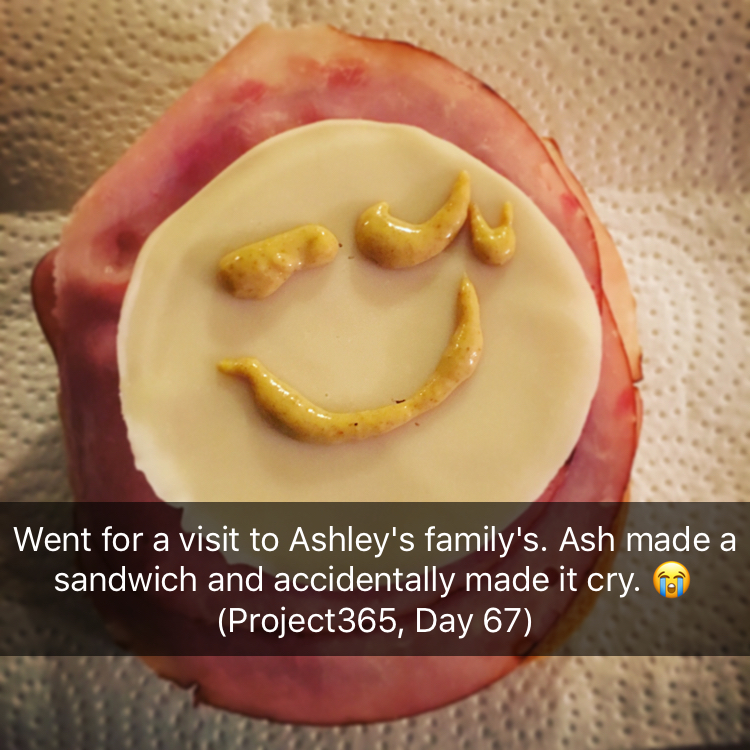 Went for a visit to Ashley's family's. Ash made a
sandwich and accidentally made it cry. 😭
(Project365, Day 67)